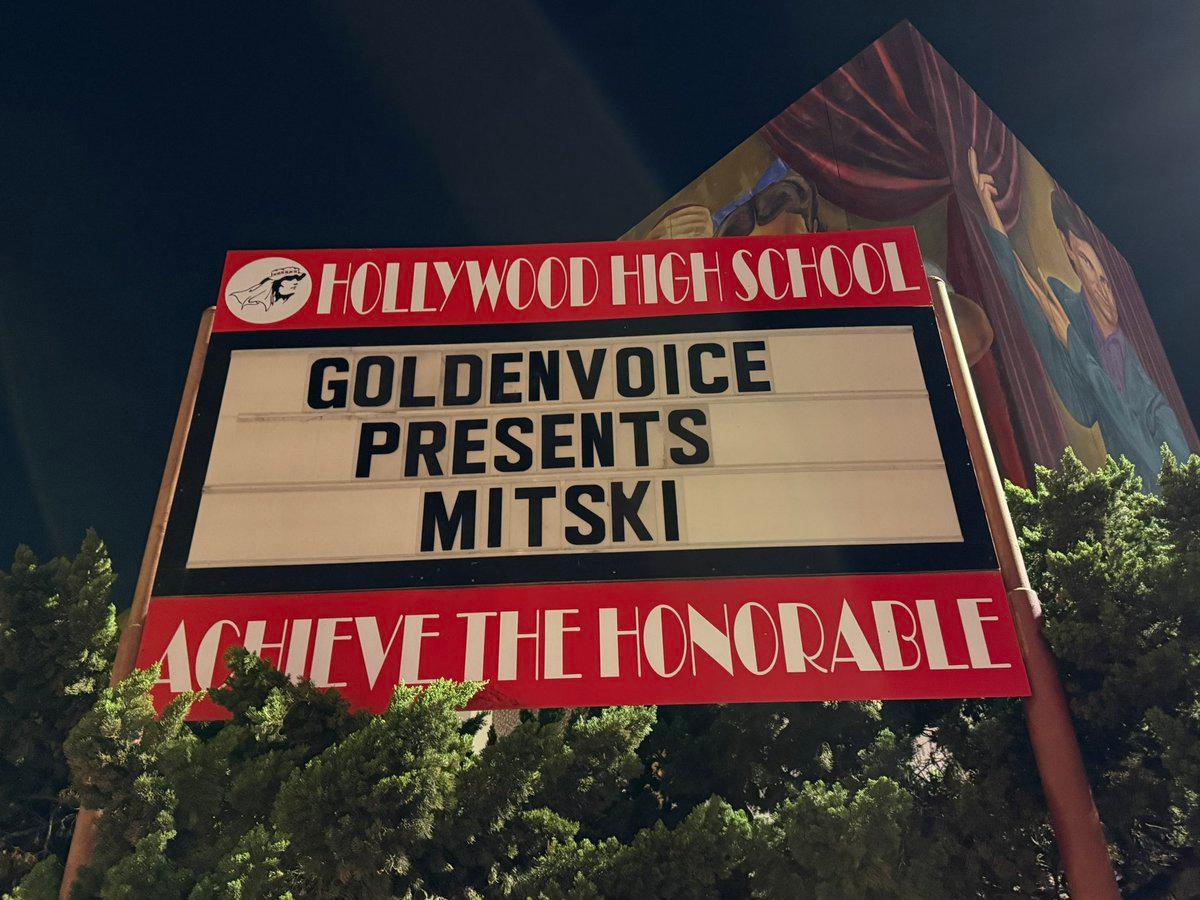 HOLLYWOOD HIGH SCHOOL
GOLDENVOICE
PRESENTS
MITSKI
ACHIEVE THE HONORABLE